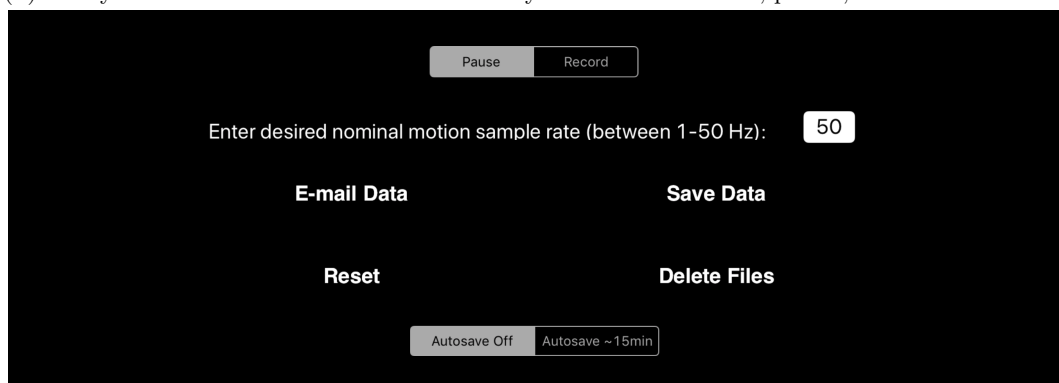 Pause Record
Enter desired nominal motion sample rate (between 1-50 Hz): 50
E-mail Data Save Data
Reset Delete Files
Autosave Off Autosave ~15min